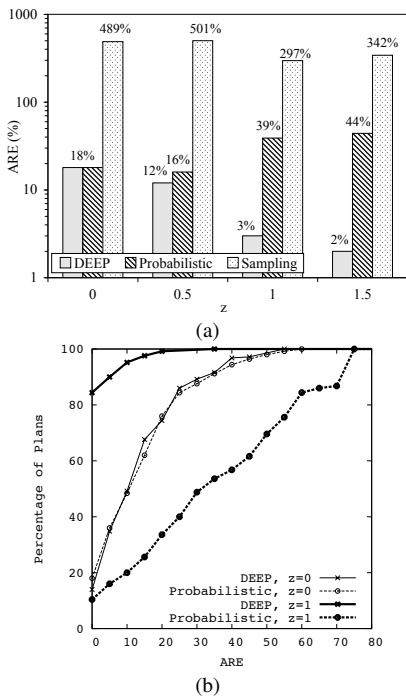 1000
489%
501%
297%
342%
ARE (%)
100
39%
44%
18%
12%
16%
10
3%
2%
DEEP
Probabilistic
Sampling
1
0
0.5
1
1.5
z
(a)
100
80
60
40
20
0
Percentage of Plans
DEEP, z=0
Probabilistic, z=0
DEEP, z=1
Probabilistic, z=1
0 10 20 30 40 50 60 70 80
ARE
(b)